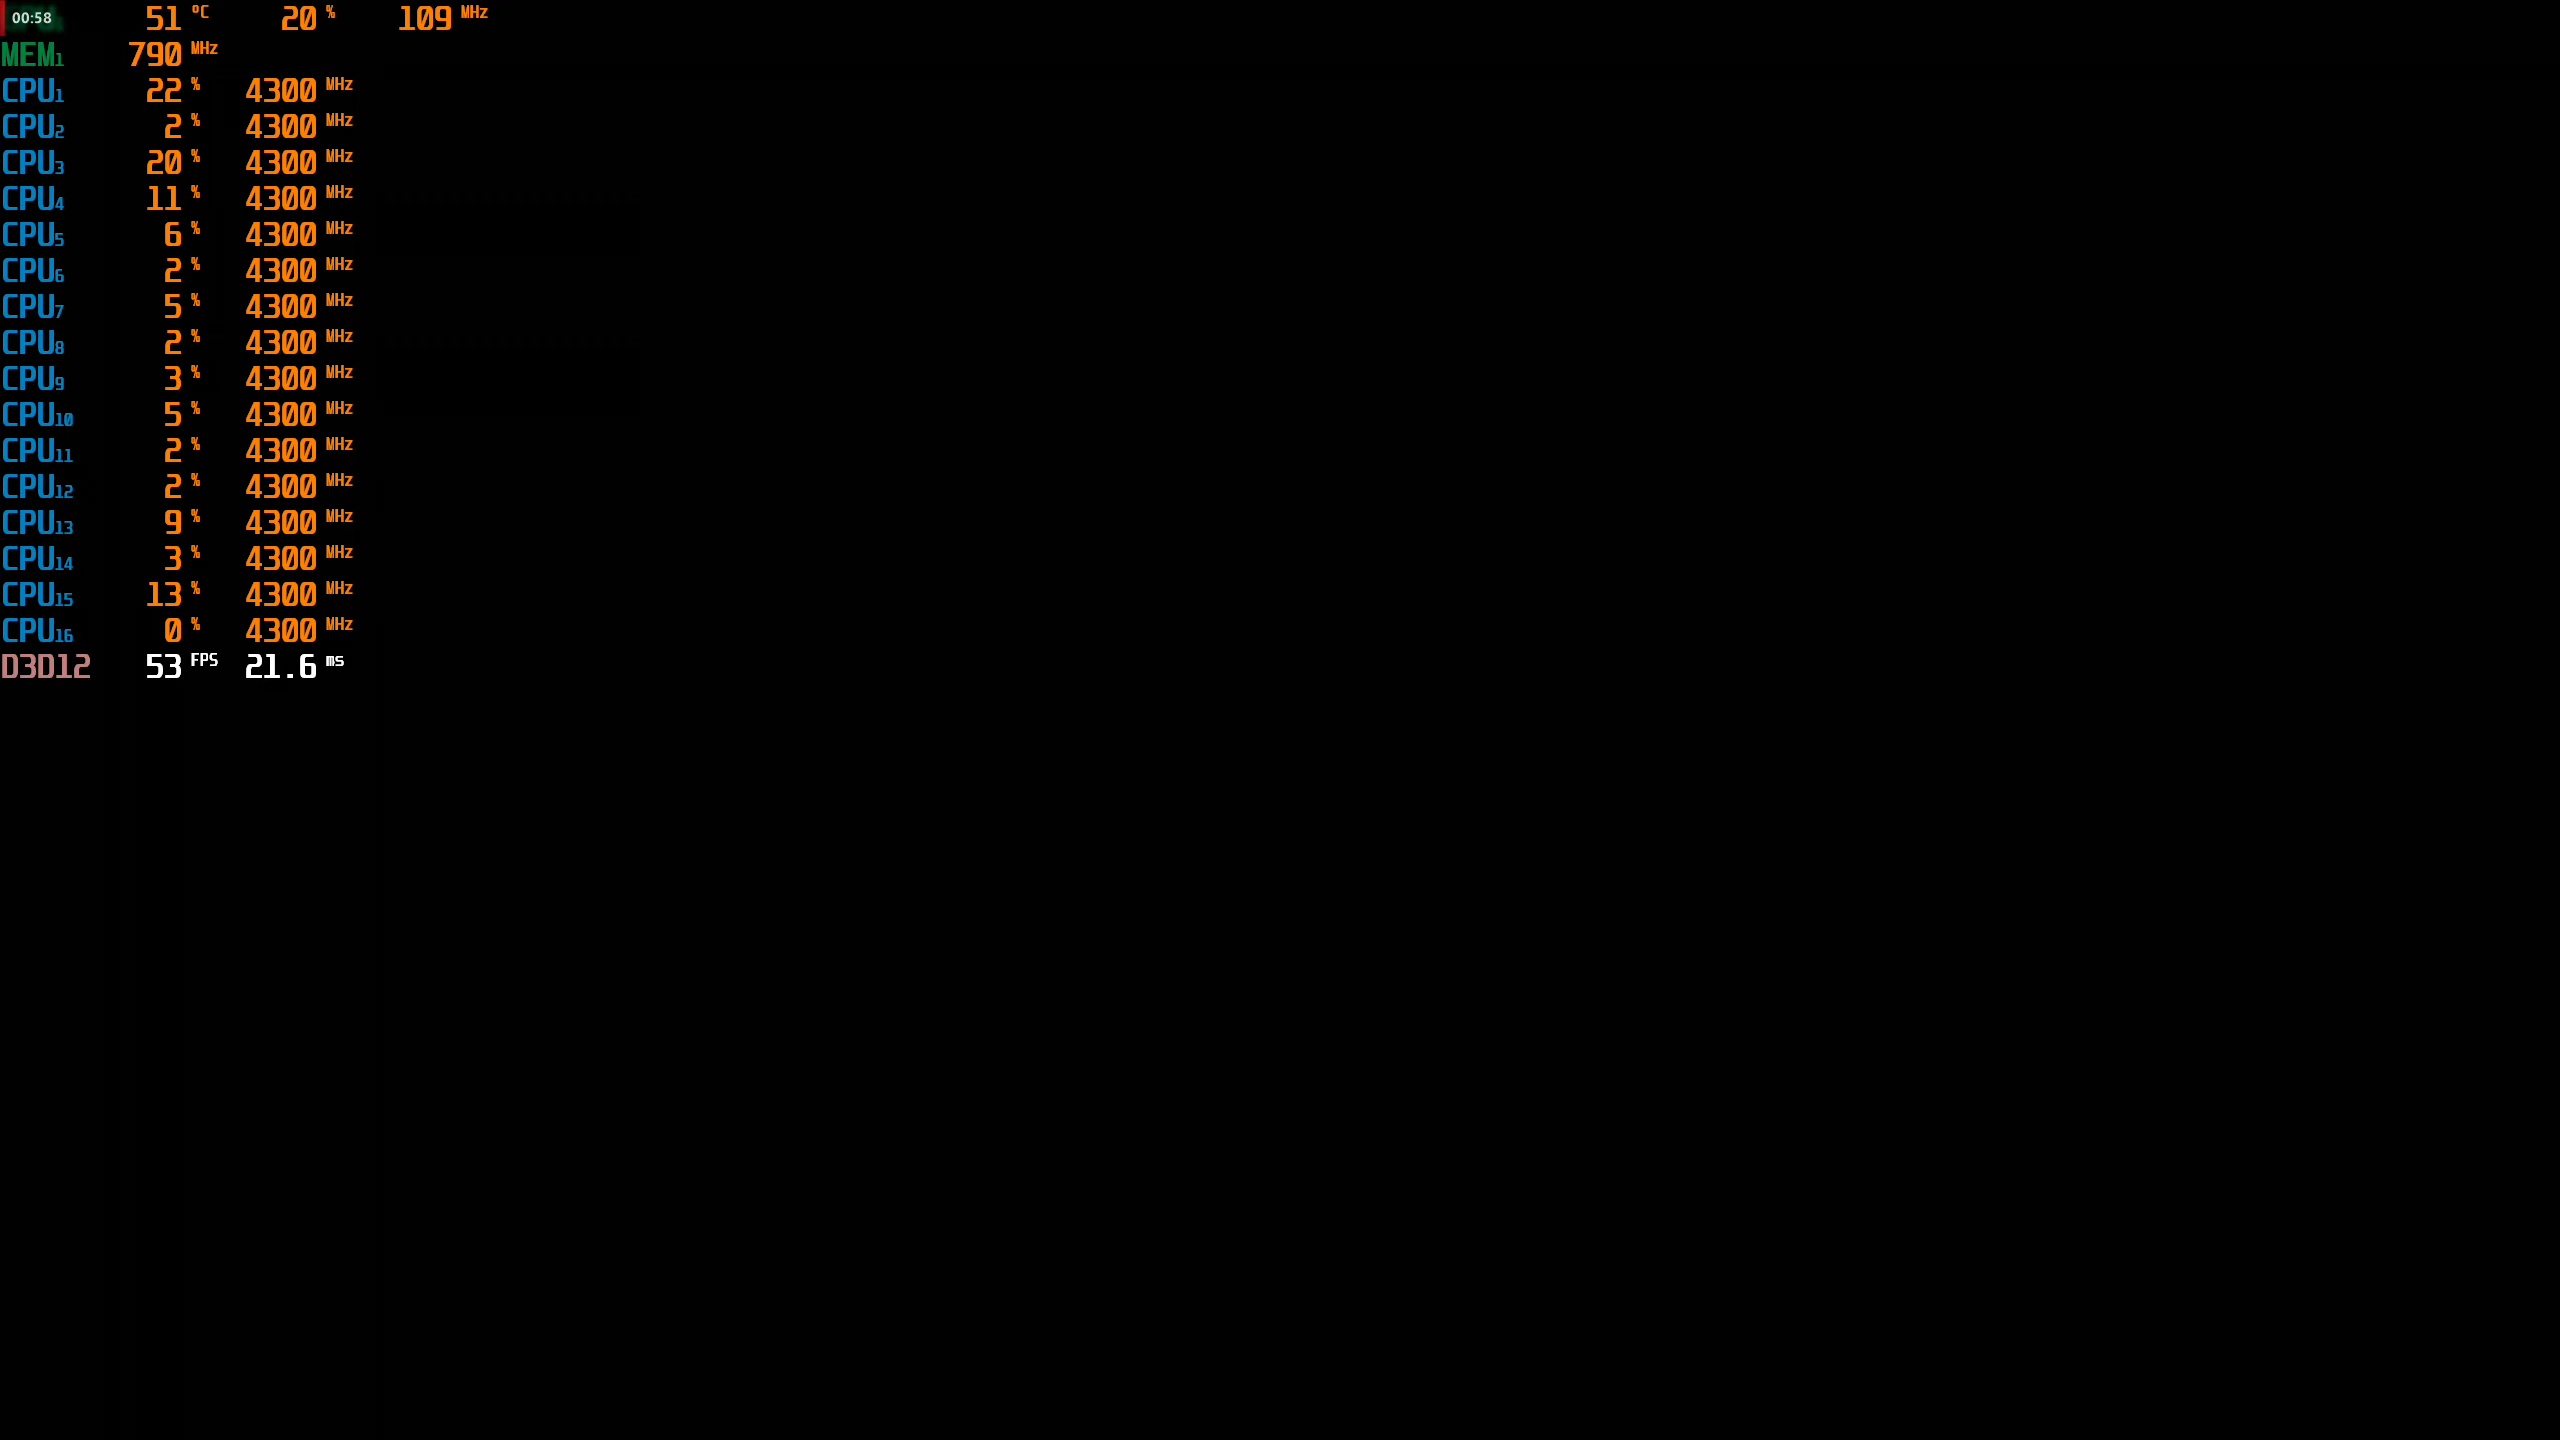 00:58 51 °C 20 % 109 MHz
MEM1 790 MHz
CPU1 22 % 4300 MHz
CPU2 2 % 4300 MHz
CPU3 20 % 4300 MHz
CPU4 11 % 4300 MHz
CPU5 6 % 4300 MHz
CPU6 2 % 4300 MHz
CPU7 5 % 4300 MHz
CPU8 2 % 4300 MHz
CPU9 3 % 4300 MHz
CPU10 5 % 4300 MHz
CPU11 2 % 4300 MHz
CPU12 2 % 4300 MHz
CPU13 9 % 4300 MHz
CPU14 3 % 4300 MHz
CPU15 13 % 4300 MHz
CPU16 0 % 4300 MHz
D3D12 53 FPS 21.6 ms